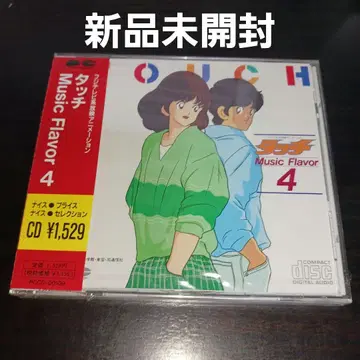 新品未開封
フジテレビ系放映アニメーション
タッチ
Music Flavor 4
ナイス●プライス
ナイス●セレクション
CD ¥1,529
OUCH
タッチ
Music Flavor
4
COMPACT
disc
DIGITAL AUDIO